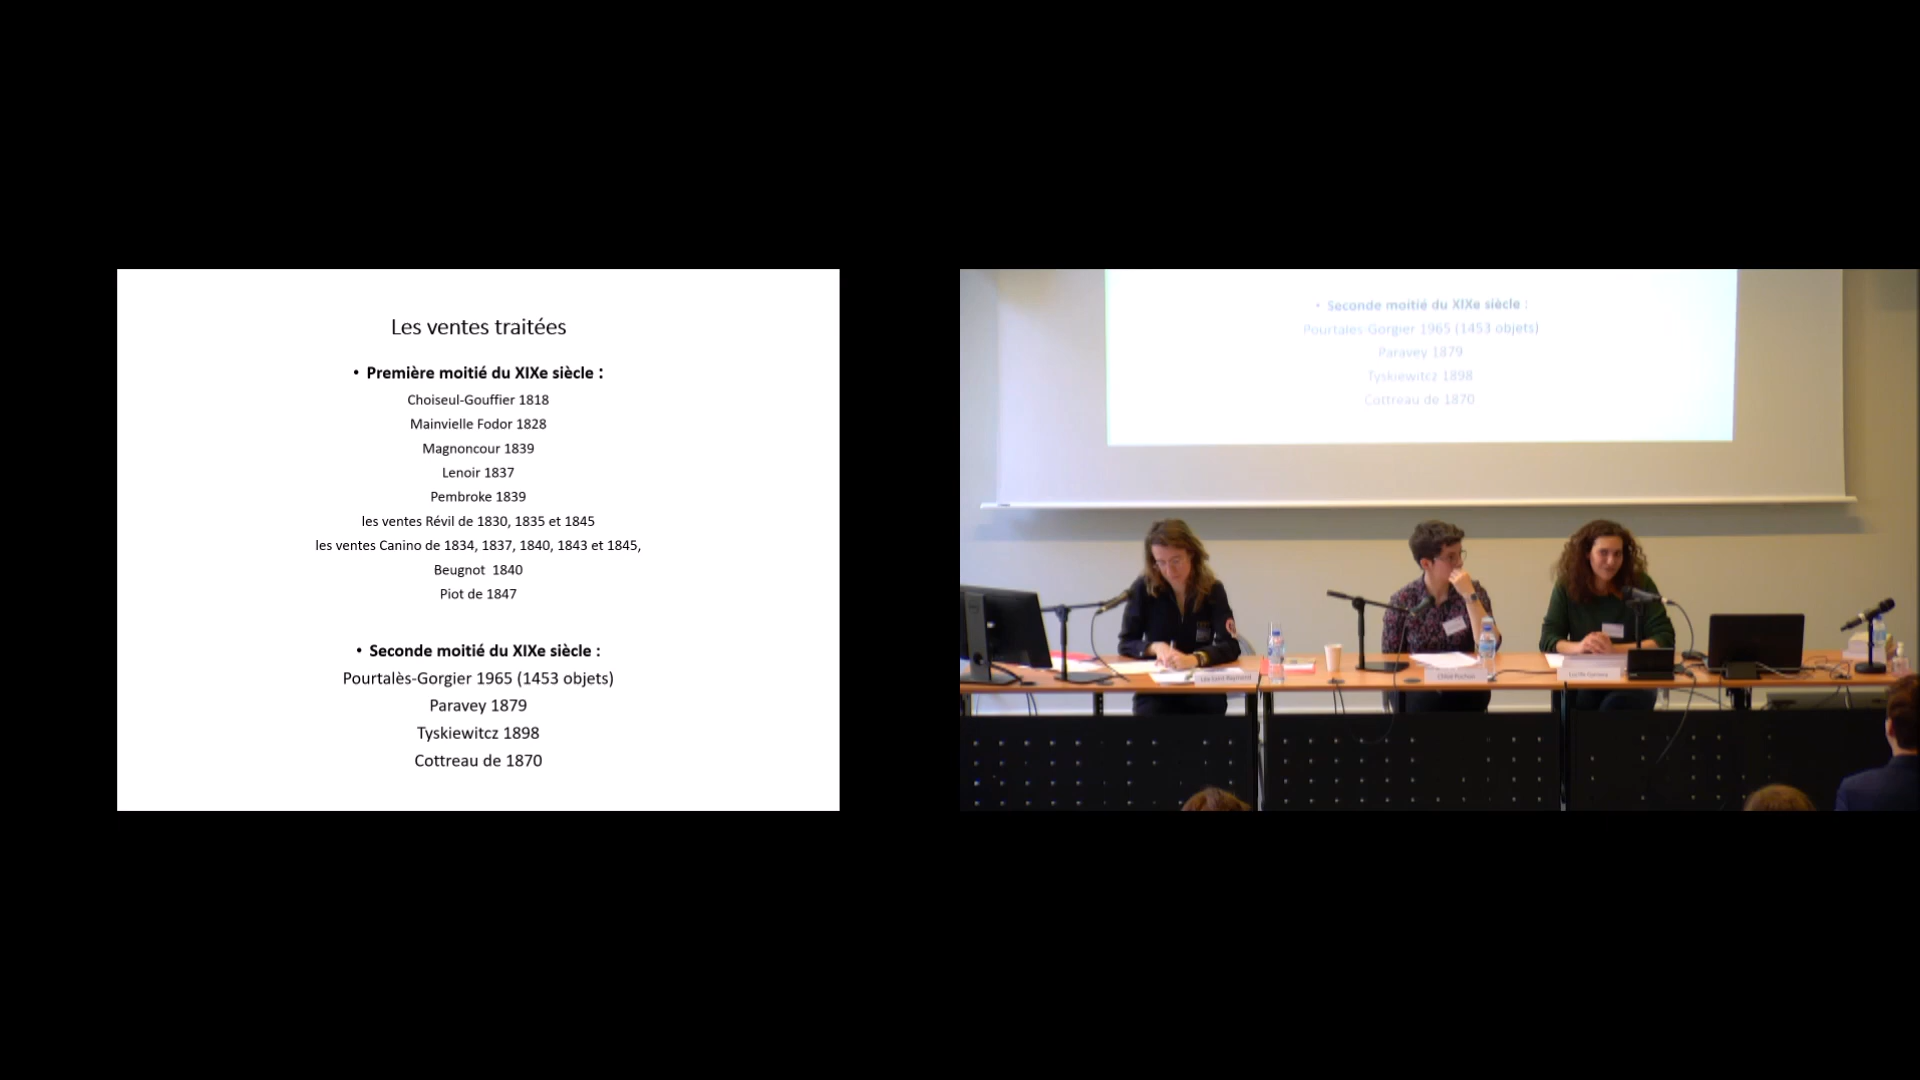 Les ventes traitées
• Première moitié du XIXe siècle :
Choiseul-Gouffier 1818
Mainvielle Fodor 1828
Magnoncour 1839
Lenoir 1837
Pembroke 1839
les ventes Révil de 1830, 1835 et 1845
les ventes Canino de 1834, 1837, 1840, 1843 et 1845,
Beugnot 1840
Piot de 1847
• Seconde moitié du XIXe siècle :
Pourtalès-Gorgier 1965 (1453 objets)
Paravey 1879
Tyskiewitcz 1898
Cottreau de 1870
• Seconde moitié du XIXe siècle :
Pourtalès-Gorgier 1965 (1453 objets)
Paravey 1879
Tyskiewitcz 1898
Cottreau de 1870